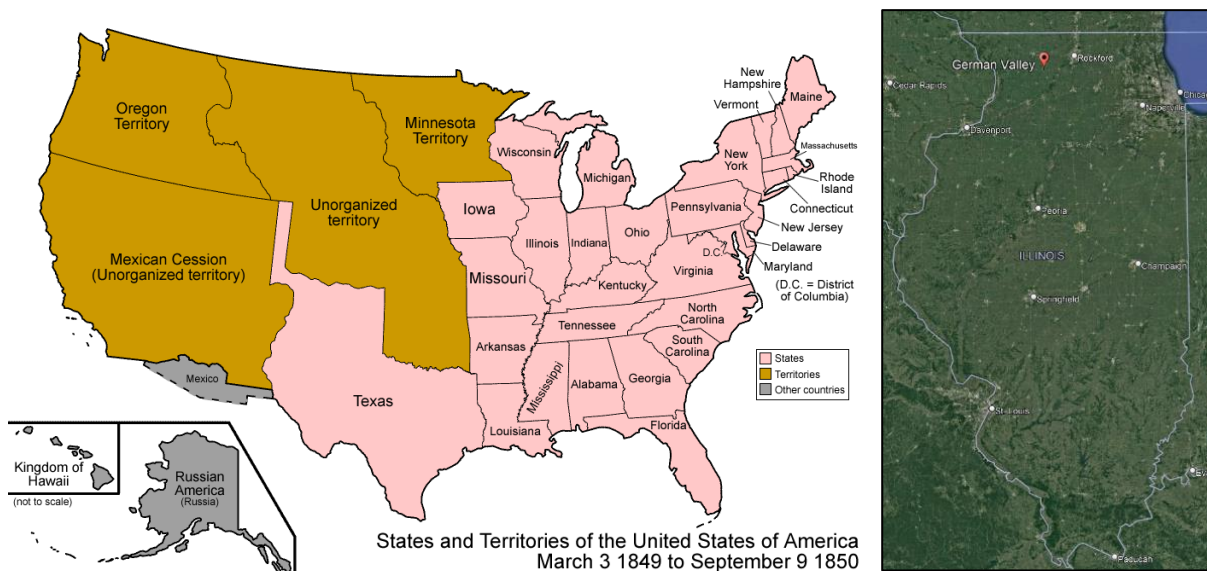 Oregon
Territory
Minnesota
Territory
Unorganized
territory
Mexican Cession
(Unorganized territory)
Mexico
Texas
Iowa
Missouri
Arkansas
Louisiana
Wisconsin
Michigan
Illinois
Indiana
Ohio
Kentucky
Tennessee
Mississippi
Alabama
Georgia
Florida
South
Carolina
North
Carolina
Virginia
D.C.
Pennsylvania
New
York
Vermont
New
Hampshire
Maine
Massachusetts
Rhode
Island
Connecticut
New Jersey
Delaware
Maryland
(D.C. = District
of Columbia)
States
Territories
Other countries
Kingdom of
Hawaii
(not to scale)
Russian
America
(Russia)
States and Territories of the United States of America
March 3 1849 to September 9 1850
German Valley
Rockford
Cedar Rapids
Naperville
Davenport
Peoria
ILLINOIS
Champaign
Springfield
St. Louis
Paducah